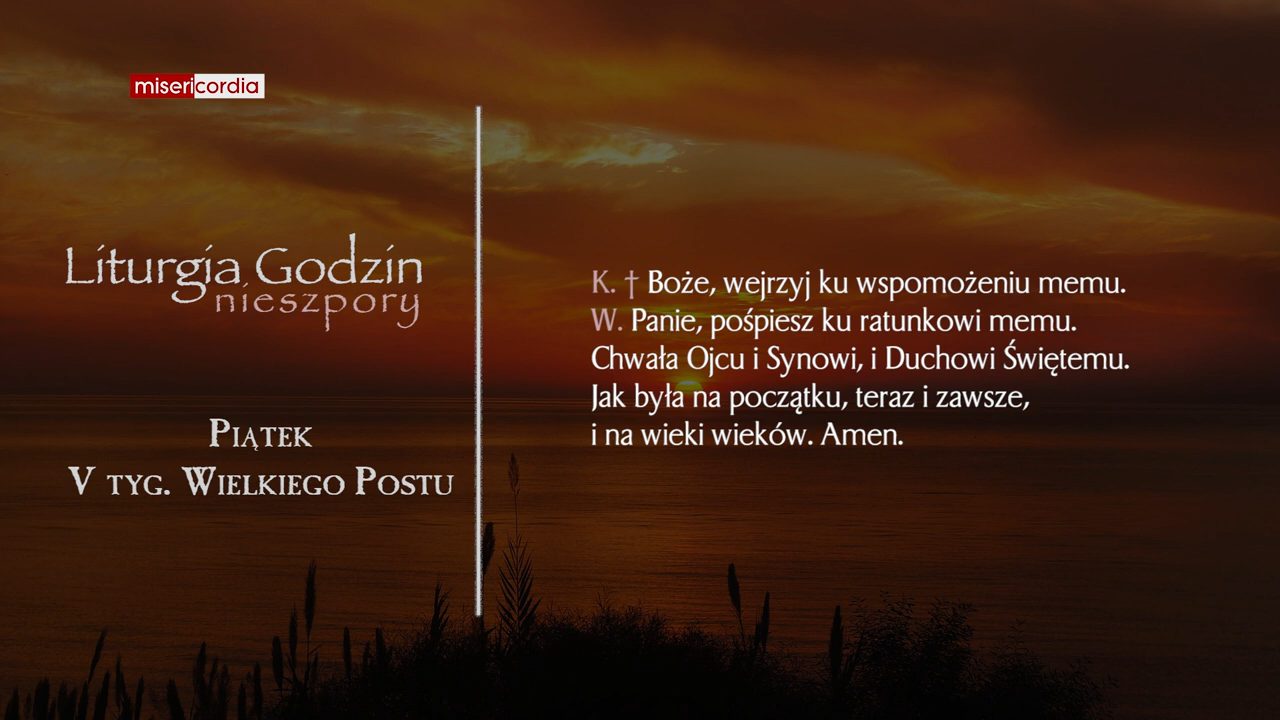 misericordia
Liturgia Godzin
nieszpory
Piątek
V tyg. Wielkiego Postu
K. † Boże, wejrzyj ku wspomożeniu memu.
W. Panie, pośpiesz ku ratunkowi memu.
Chwała Ojcu i Synowi, i Duchowi Świętemu.
Jak była na początku, teraz i zawsze,
i na wieki wieków. Amen.